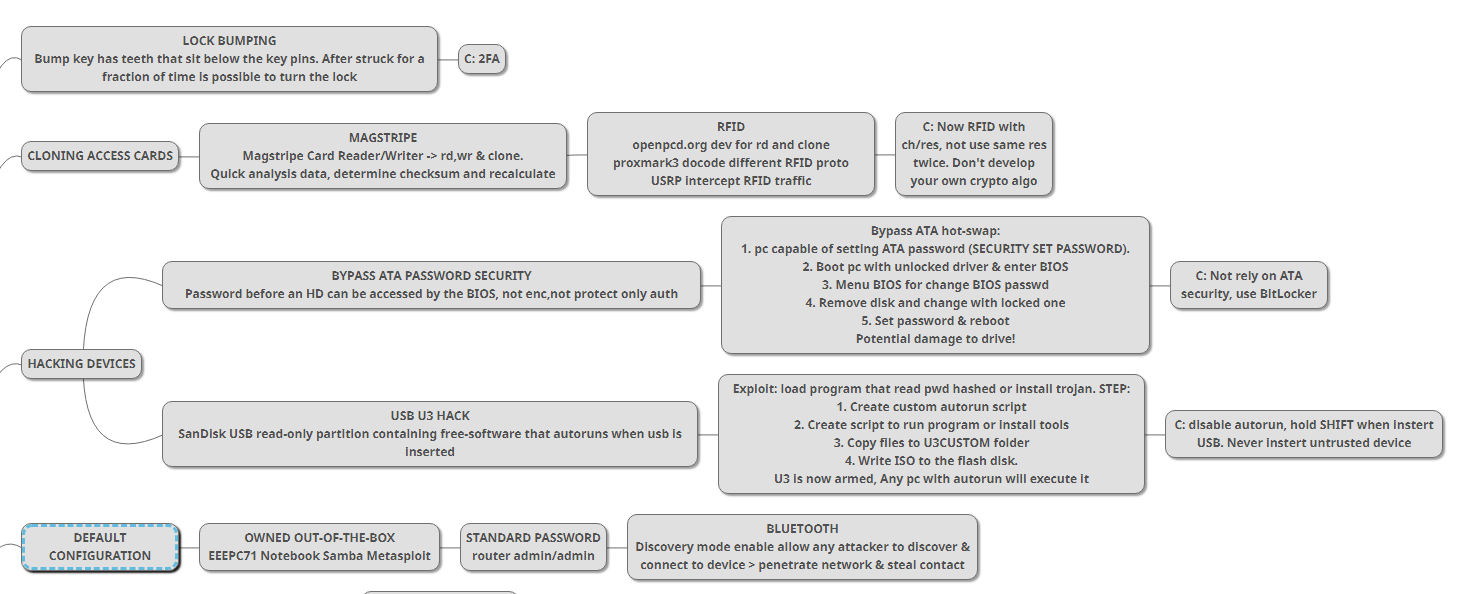 LOCK BUMPING
Bump key has teeth that sit below the key pins. After struck for a
fraction of time is possible to turn the lock
C: 2FA
CLONING ACCESS CARDS
MAGSTRIPE
Magstripe Card Reader/Writer -> rd,wr & clone.
Quick analysis data, determine checksum and recalculate
RFID
openpcd.org dev for rd and clone
proxmark3 docode different RFID proto
USRP intercept RFID traffic
C: Now RFID with
ch/res, not use same res
twice. Don't develop
your own crypto algo
HACKING DEVICES
BYPASS ATA PASSWORD SECURITY
Password before an HD can be accessed by the BIOS, not enc,not protect only auth
Bypass ATA hot-swap:
1. pc capable of setting ATA password (SECURITY SET PASSWORD).
2. Boot pc with unlocked driver & enter BIOS
3. Menu BIOS for change BIOS passwd
4. Remove disk and change with locked one
5. Set password & reboot
Potential damage to drive!
C: Not rely on ATA
security, use BitLocker
USB U3 HACK
SanDisk USB read-only partition containing free-software that autoruns when usb is
inserted
Exploit: load program that read pwd hashed or install trojan. STEP:
1. Create custom autorun script
2. Create script to run program or install tools
3. Copy files to U3CUSTOM folder
4. Write ISO to the flash disk.
U3 is now armed, Any pc with autorun will execute it
C: disable autorun, hold SHIFT when instert
USB. Never instert untrusted device
DEFAULT
CONFIGURATION
OWNED OUT-OF-THE-BOX
EEEPC71 Notebook Samba Metasploit
STANDARD PASSWORD
router admin/admin
BLUETOOTH
Discovery mode enable allow any attacker to discover &
connect to device > penetrate network & steal contact